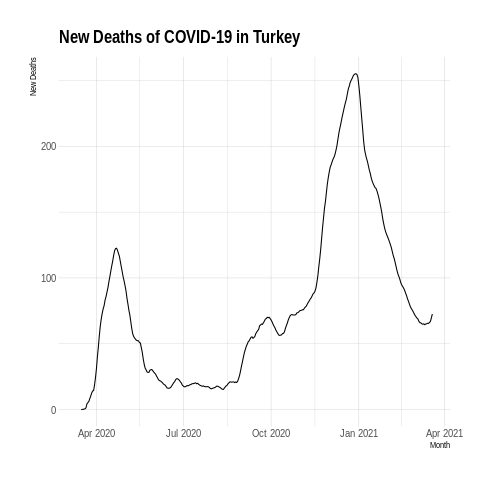 New Deaths of COVID-19 in Turkey
New Deaths
200
100
0
Apr 2020 Jul 2020 Oct 2020 Jan 2021 Apr 2021
Month